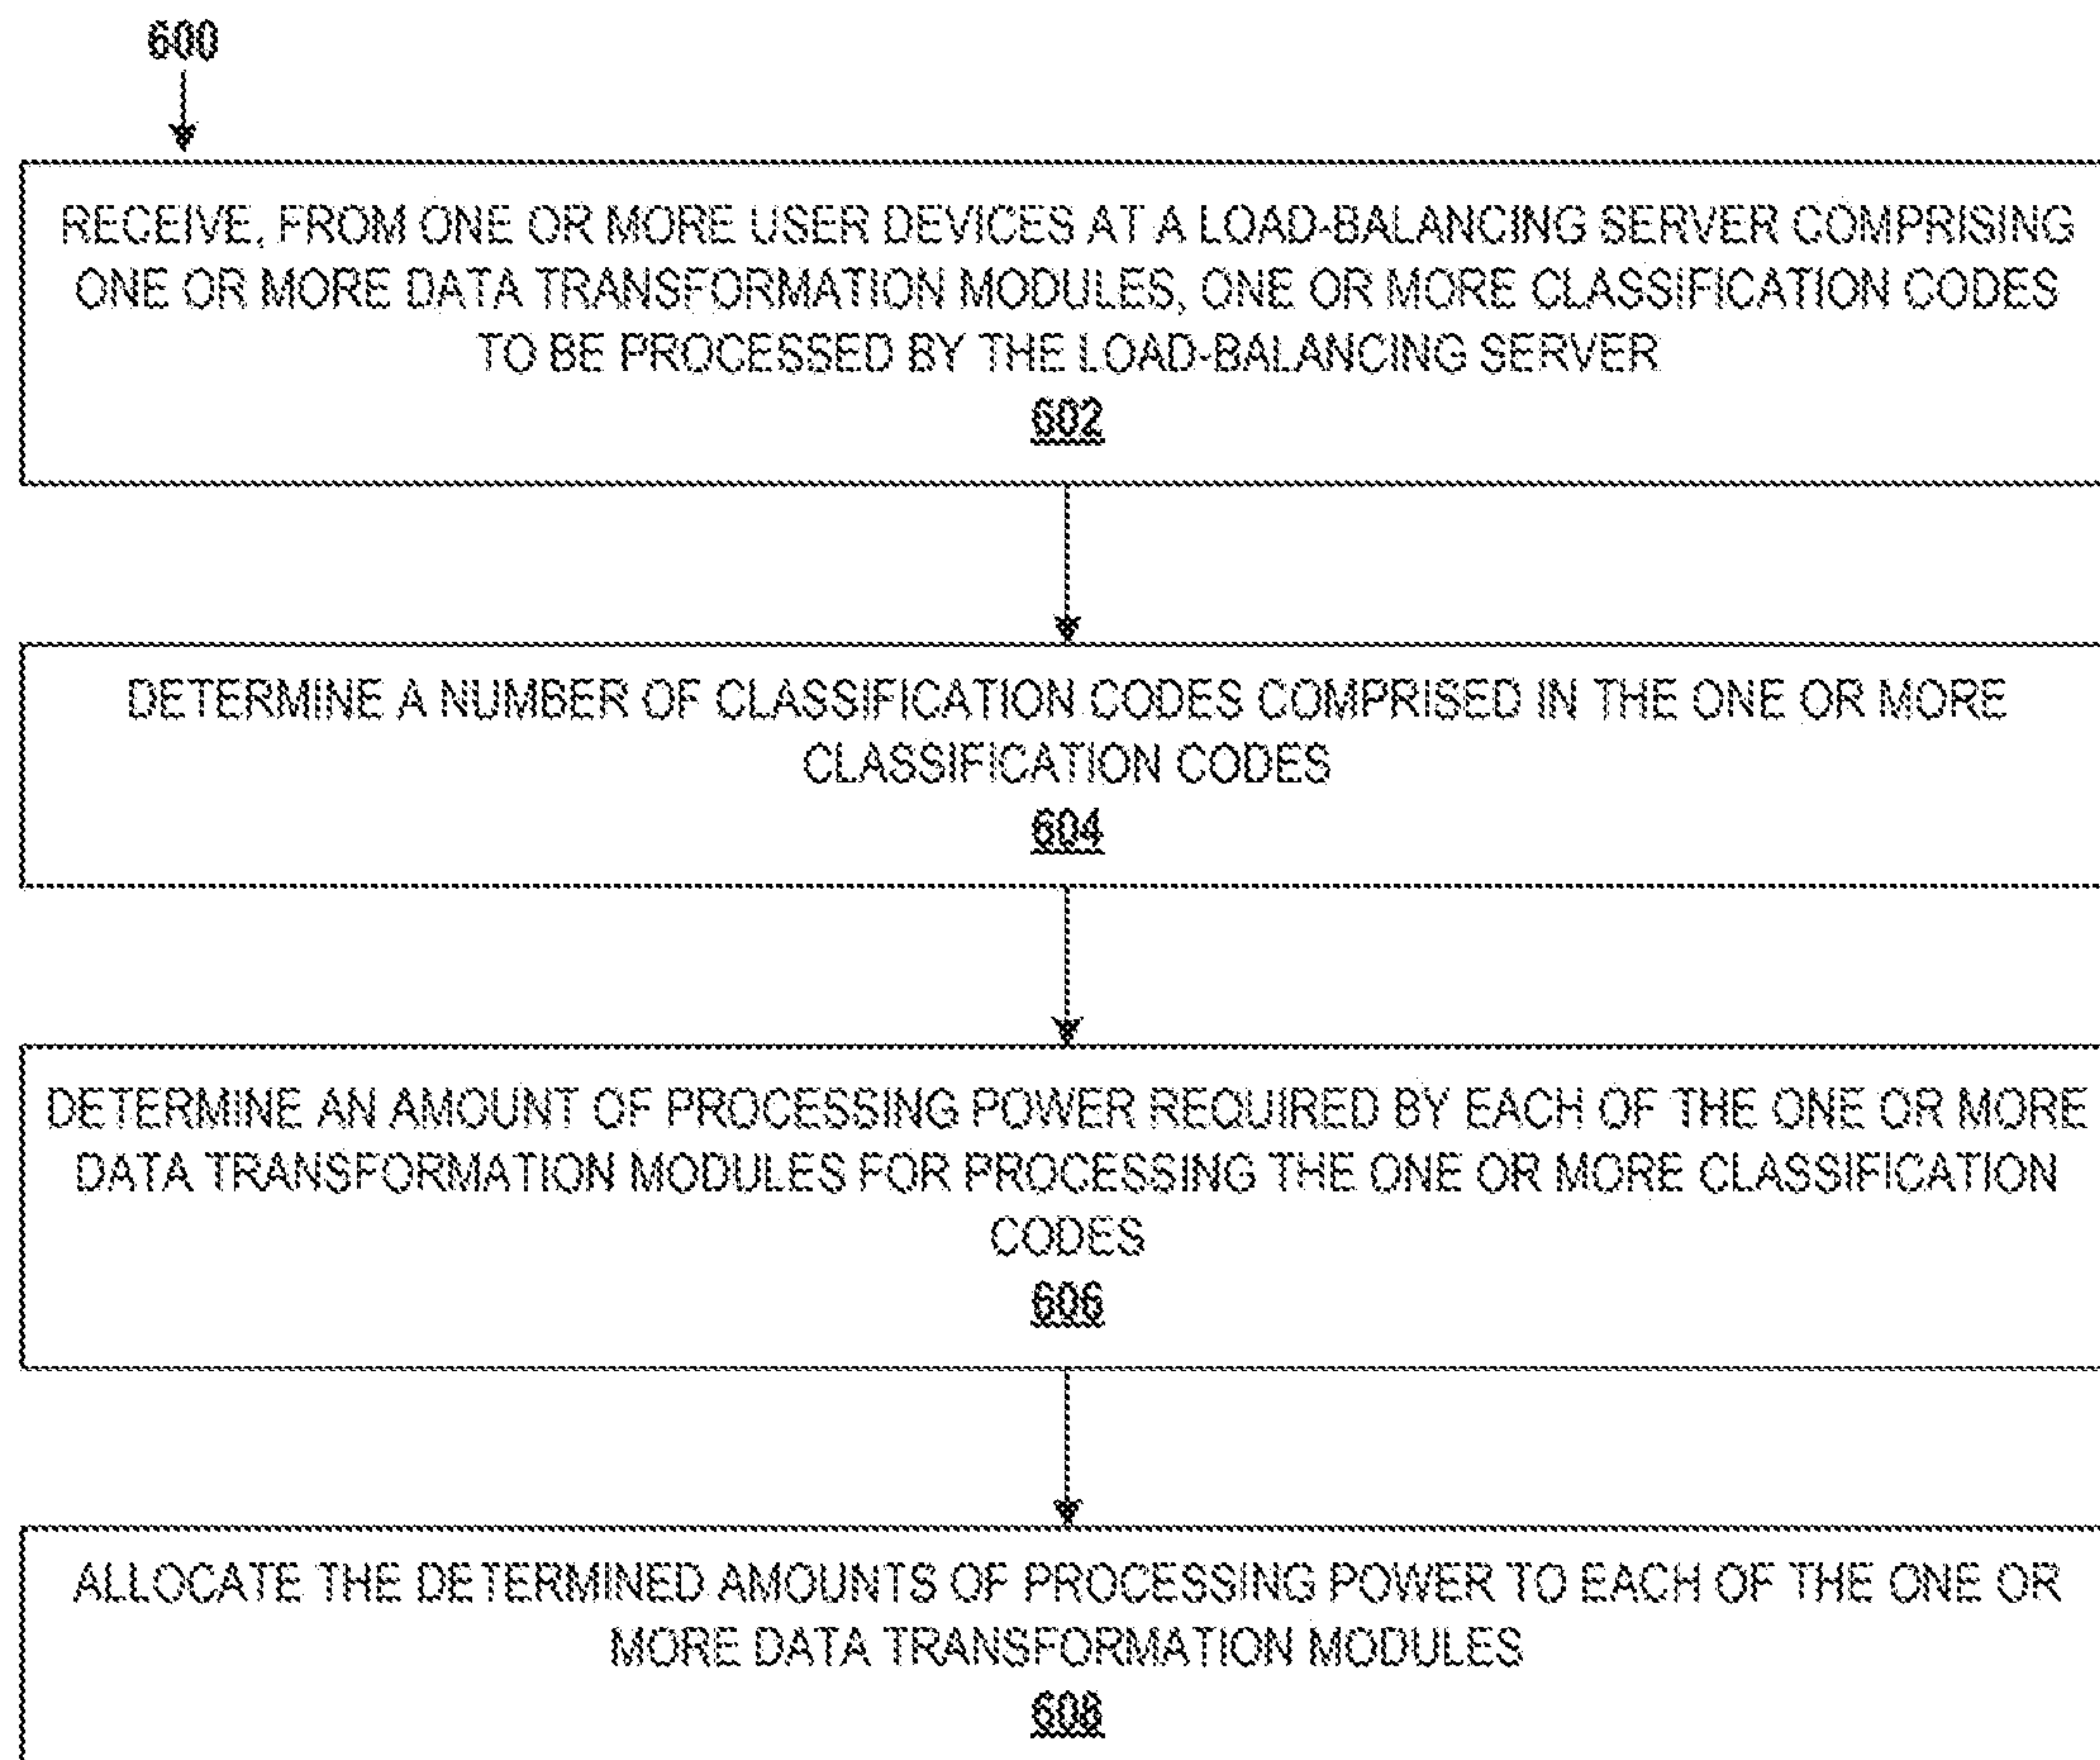 600
RECEIVE, FROM ONE OR MORE USER DEVICES AT A LOAD-BALANCING SERVER COMPRISING
ONE OR MORE DATA TRANSFORMATION MODULES, ONE OR MORE CLASSIFICATION CODES
TO BE PROCESSED BY THE LOAD-BALANCING SERVER
602
DETERMINE A NUMBER OF CLASSIFICATION CODES COMPRISED IN THE ONE OR MORE
CLASSIFICATION CODES
604
DETERMINE AN AMOUNT OF PROCESSING POWER REQUIRED BY EACH OF THE ONE OR MORE
DATA TRANSFORMATION MODULES FOR PROCESSING THE ONE OR MORE CLASSIFICATION
CODES
606
ALLOCATE THE DETERMINED AMOUNTS OF PROCESSING POWER TO EACH OF THE ONE OR
MORE DATA TRANSFORMATION MODULES
608